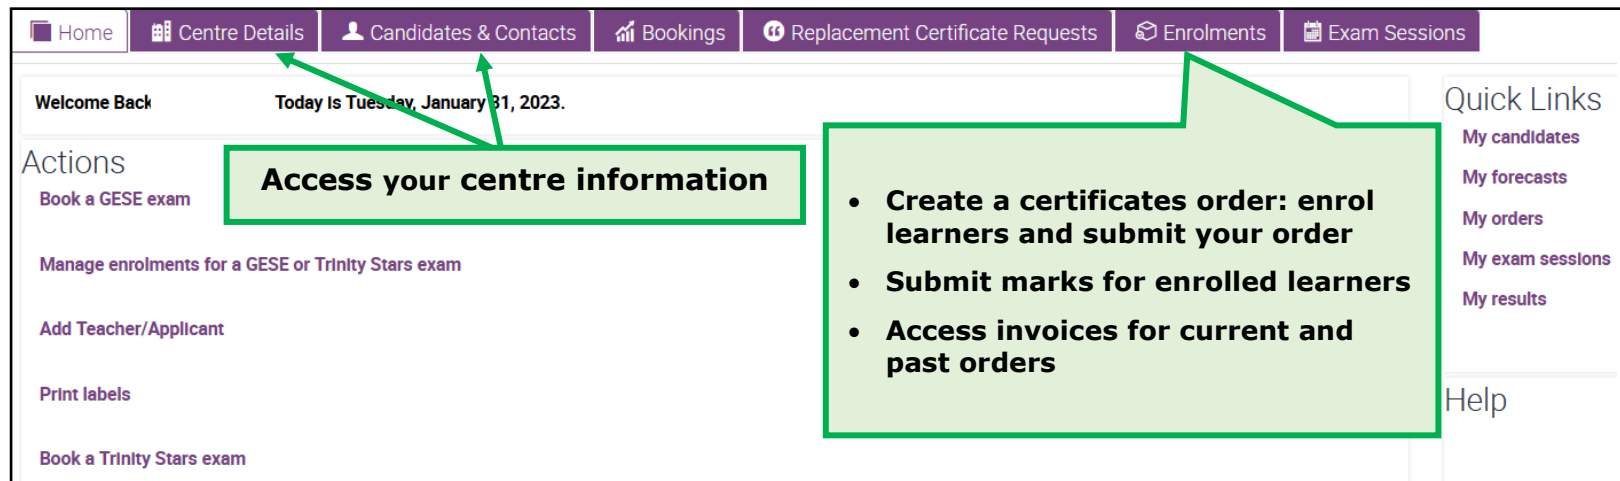 Home Centre Details Candidates & Contacts Bookings Replacement Certificate Requests Enrolments Exam Sessions
Welcome Back Today is Tuesday, January 31, 2023.
Actions
Book a GESE exam
Manage enrolments for a GESE or Trinity Stars exam
Add Teacher/Applicant
Print labels
Book a Trinity Stars exam
Access your centre information
• Create a certificates order: enrol
learners and submit your order
• Submit marks for enrolled learners
• Access invoices for current and
past orders
Quick Links
My candidates
My forecasts
My orders
My exam sessions
My results
Help